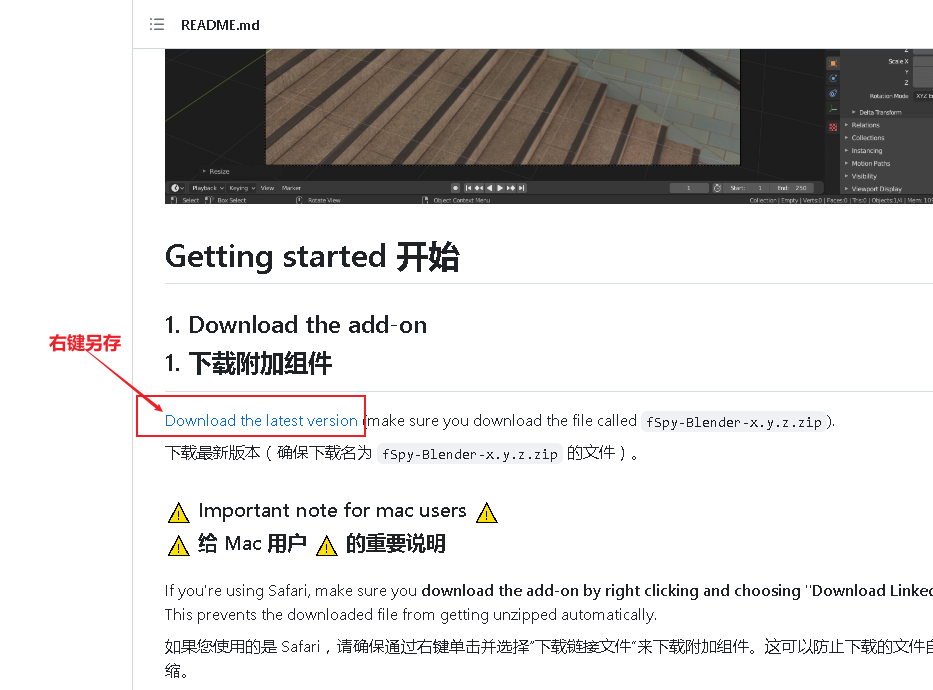 README.md
Scale X
Y
Z
Rotation Mode XYZ E
Delta Transform
Relations
Collections
Instancing
Motion Paths
Visibility
Viewport Display
Resize
Playback Keying View Marker 1 Start: 1 End: 250
Select Box Select Rotate View Object Context Menu Collection | Empty | Verts:0 | Faces:0 | Tris:0 | Objects:1/4 | Mem: 109
Getting started 开始
1. Download the add-on
1. 下载附加组件
右键另存
Download the latest version (make sure you download the file called fSpy-Blender-x.y.z.zip).
下载最新版本（确保下载名为 fSpy-Blender-x.y.z.zip 的文件）。
⚠ Important note for mac users ⚠
⚠ 给 Mac 用户 ⚠ 的重要说明
If you're using Safari, make sure you download the add-on by right clicking and choosing "Download Linked
This prevents the downloaded file from getting unzipped automatically.
如果您使用的是 Safari，请确保通过右键单击并选择“下载链接文件”来下载附加组件。这可以防止下载的文件自
缩。